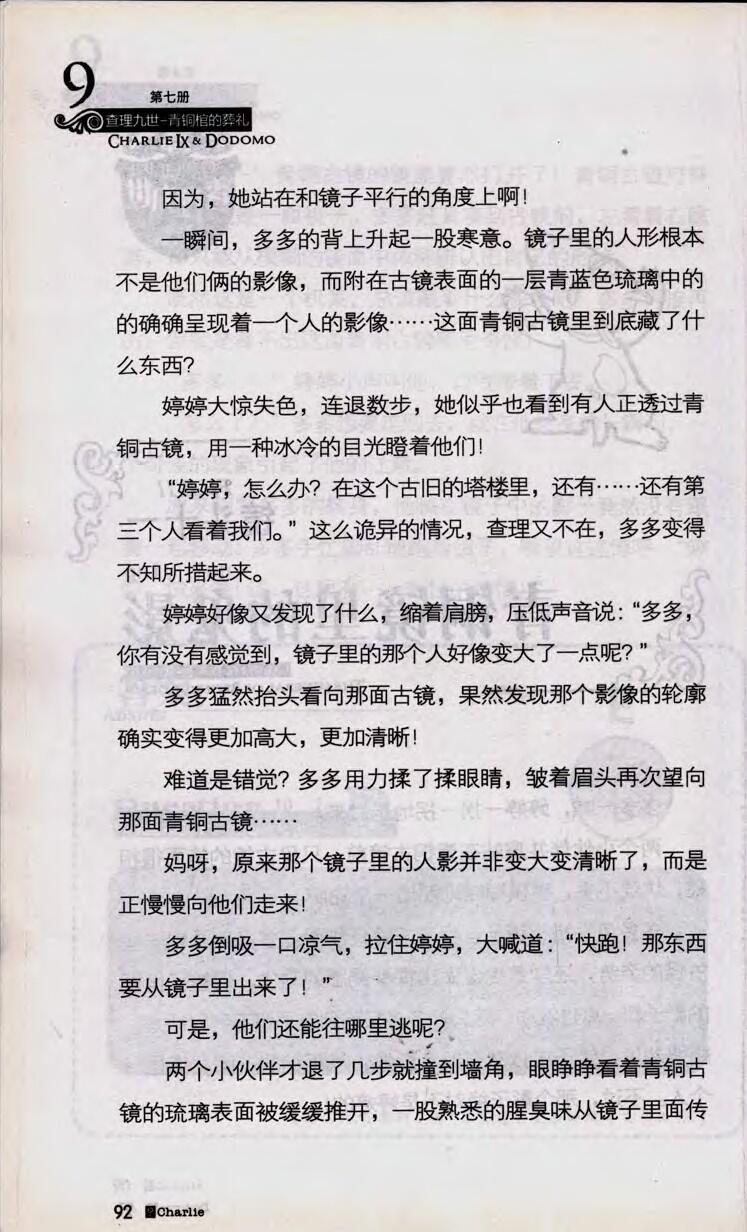 9
第七册
查理九世-青铜棺的葬礼
CHARLIE IX & DODOMO
因为，她站在和镜子平行的角度上啊！
一瞬间，多多的背上升起一股寒意。镜子里的人形根本
不是他们俩的影像，而附在古镜表面的一层青蓝色琉璃中的
的确确呈现着一个人的影像……这面青铜古镜里到底藏了什
么东西？
婷婷大惊失色，连退数步，她似乎也看到有人正透过青
铜古镜，用一种冰冷的目光瞪着他们！
“婷婷，怎么办？在这个古旧的塔楼里，还有……还有第
三个人看着我们。”这么诡异的情况，查理又不在，多多变得
不知所措起来。
婷婷好像又发现了什么，缩着肩膀，压低声音说：“多多，
你有没有感觉到，镜子里的那个人好像变大了一点呢？”
多多猛然抬头看向那面古镜，果然发现那个影像的轮廓
确实变得更加高大，更加清晰！
难道是错觉？多多用力揉了揉眼睛，皱着眉头再次望向
那面青铜古镜……
妈呀，原来那个镜子里的人影并非变大变清晰了，而是
正慢慢向他们走来！
多多倒吸一口凉气，拉住婷婷，大喊道：“快跑！那东西
要从镜子里出来了！”
可是，他们还能往哪里逃呢？
两个小伙伴才退了几步就撞到墙角，眼睁睁看着青铜古
镜的琉璃表面被缓缓推开，一股熟悉的腥臭味从镜子里面传
92 Charlie